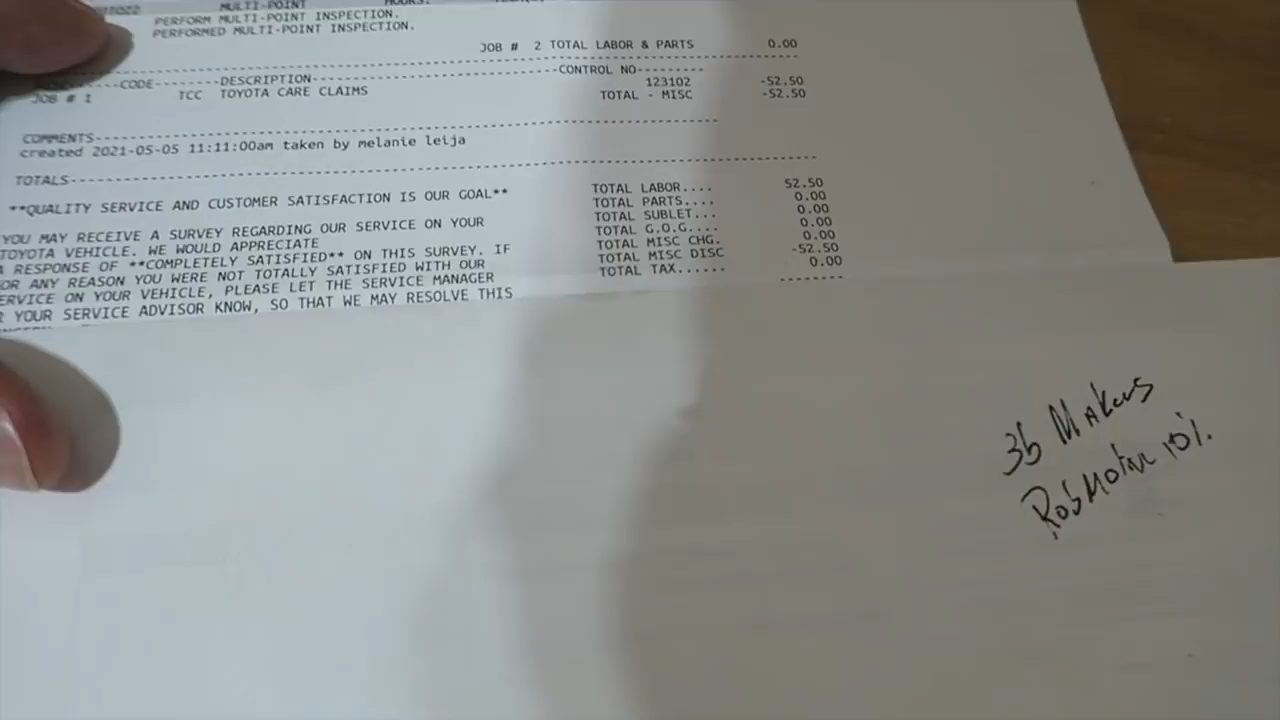 MULTI-POINT
PERFORM MULTI-POINT INSPECTION.
PERFORMED MULTI-POINT INSPECTION.
JOB # 2 TOTAL LABOR & PARTS 0.00
----CODE--------DESCRIPTION--------------------------------CONTROL NO--------
JOB # 1 TCC TOYOTA CARE CLAIMS 123102 -52.50
TOTAL - MISC -52.50
COMMENTS--------------------------------
created 2021-05-05 11:11:00am taken by melanie leija
TOTALS--------------------------------
**QUALITY SERVICE AND CUSTOMER SATISFACTION IS OUR GOAL**
YOU MAY RECEIVE A SURVEY REGARDING OUR SERVICE ON YOUR
TOYOTA VEHICLE. WE WOULD APPRECIATE
A RESPONSE OF **COMPLETELY SATISFIED** ON THIS SURVEY. IF
OR ANY REASON YOU WERE NOT TOTALLY SATISFIED WITH OUR
ERVICE ON YOUR VEHICLE, PLEASE LET THE SERVICE MANAGER
YOUR SERVICE ADVISOR KNOW, SO THAT WE MAY RESOLVE THIS
TOTAL LABOR.... 52.50
TOTAL PARTS.... 0.00
TOTAL SUBLET... 0.00
TOTAL G.O.G.... 0.00
TOTAL MISC CHG. 0.00
TOTAL MISC DISC -52.50
TOTAL TAX...... 0.00
36 Makers
RobMotive 10%.